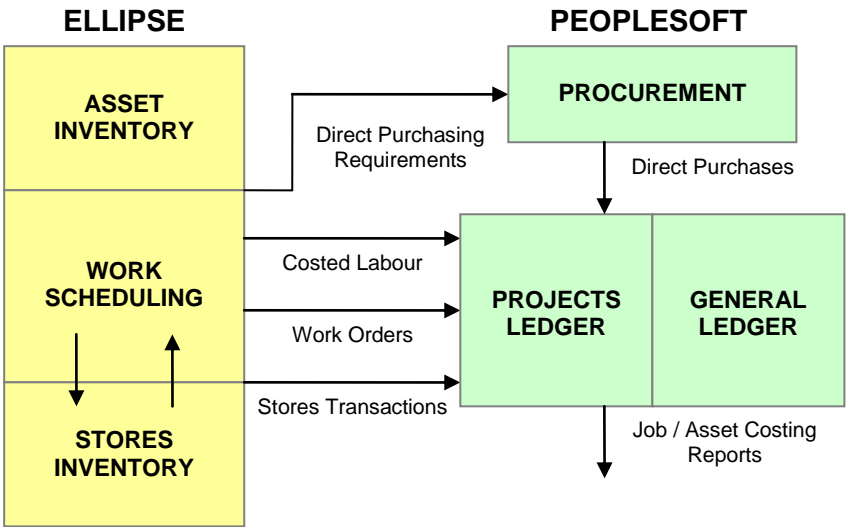 ELLIPSE
PEOPLESOFT
ASSET
INVENTORY
PROCUREMENT
Direct Purchasing
Requirements
Direct Purchases
WORK
SCHEDULING
Costed Labour
PROJECTS
LEDGER
GENERAL
LEDGER
Work Orders
Stores Transactions
STORES
INVENTORY
Job / Asset Costing
Reports